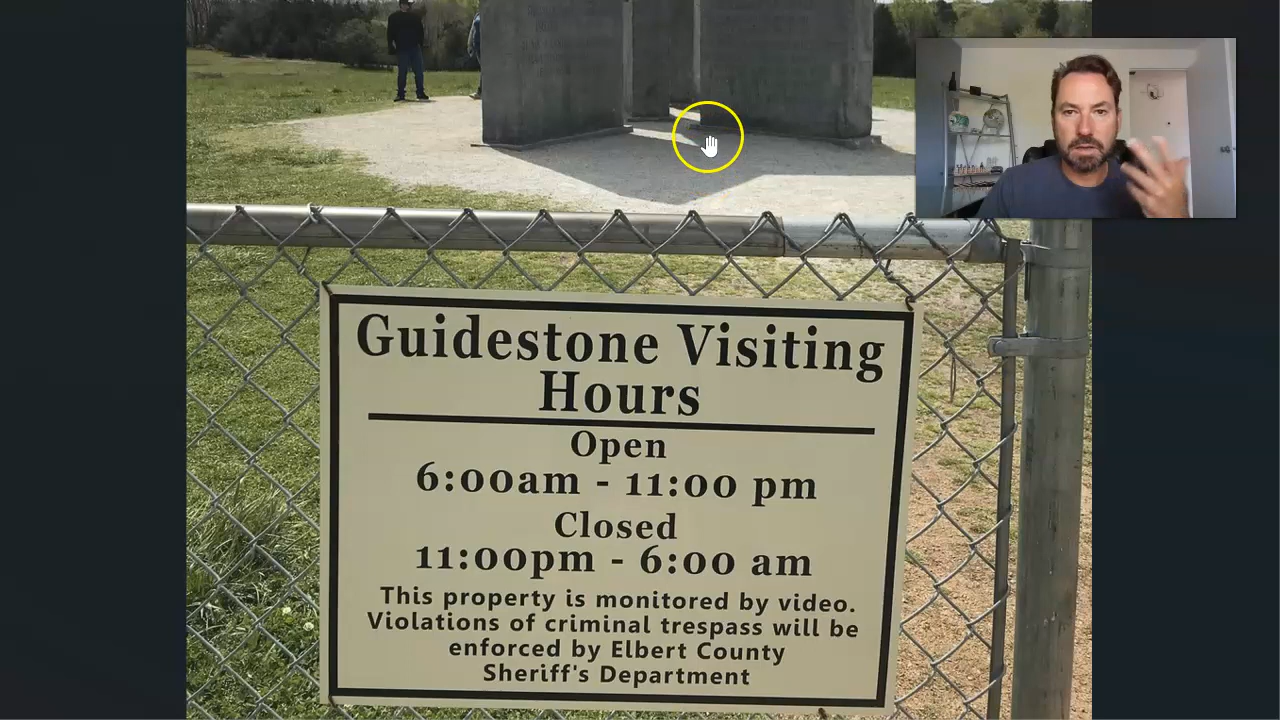 Guidestone Visiting
Hours
Open
6:00am - 11:00 pm
Closed
11:00pm - 6:00 am
This property is monitored by video.
Violations of criminal trespass will be
enforced by Elbert County
Sheriff's Department